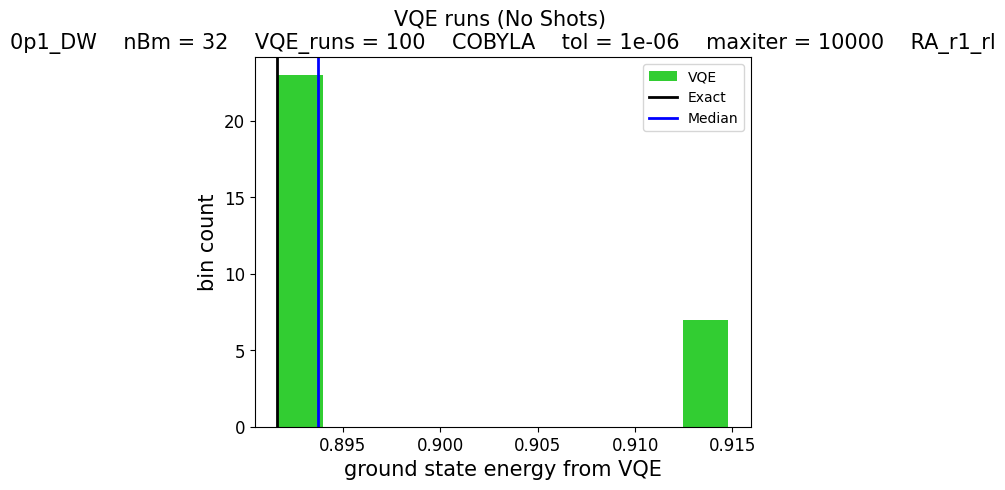 VQE runs (No Shots)
0p1_DW    nBm = 32    VQE_runs = 100    COBYLA    tol = 1e-06    maxiter = 10000    RA_r1_rl
VQE
Exact
Median
20
15
10
5
0
bin count
0.895
0.900
0.905
0.910
0.915
ground state energy from VQE